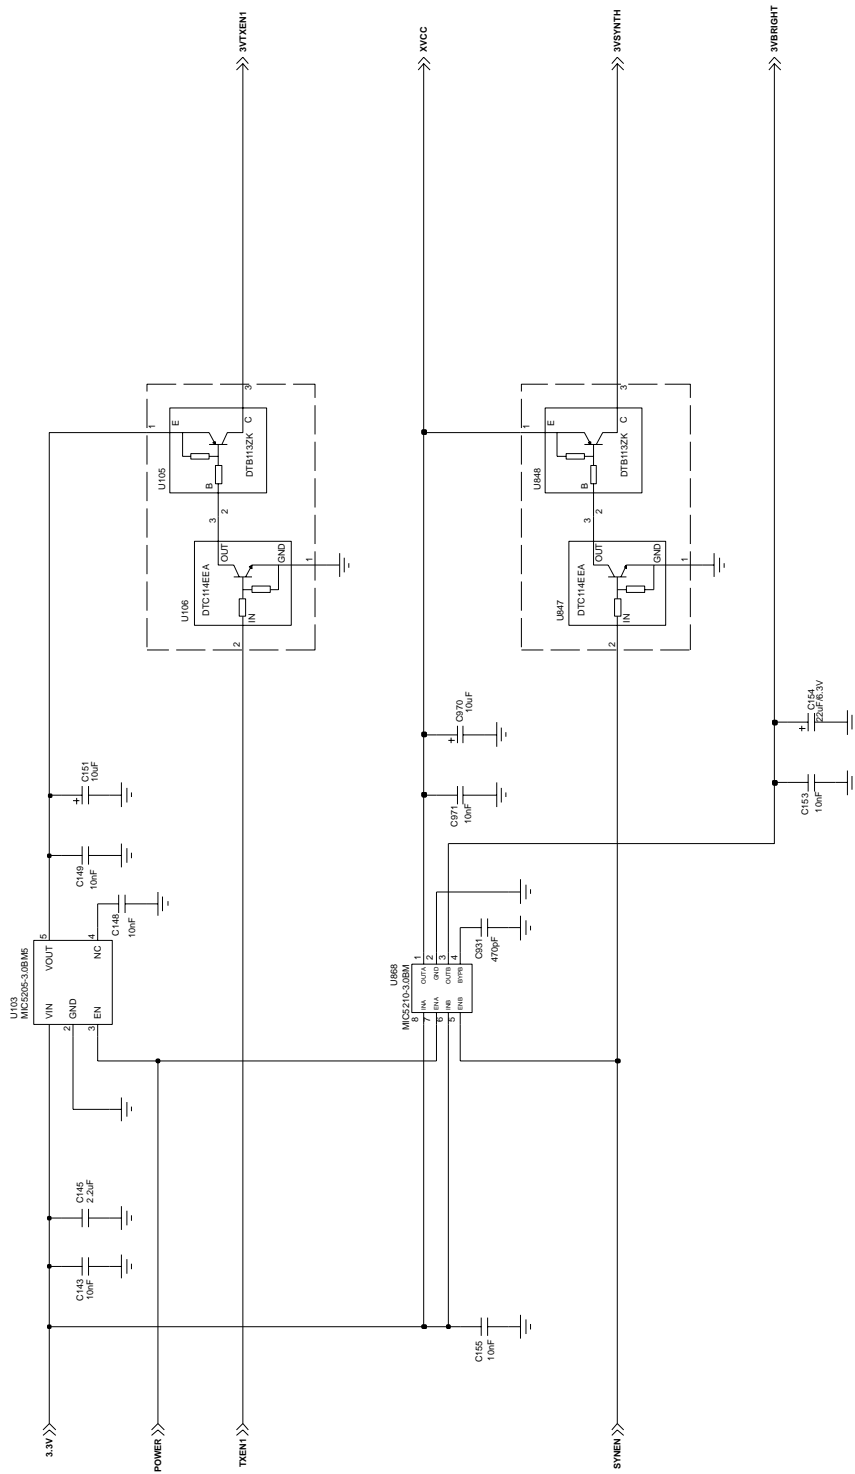 3.3V
POWER
TXEN1
SYNEN
C143
10nF
C145
2.2uF
U103
MIC5205-3.0BM5
VIN
GND
EN
VOUT
NC
2
3
5
4
C148
10nF
C149
10nF
+
C151
10uF
U106
DTC114EEA
IN
OUT
GND
2
3
1
U105
DTB113ZK
B
E
C
2
1
3
3VTXEN1
C155
10nF
U868
MIC5210-3.0BM
INA
ENA
INB
ENB
OUTA
GND
OUTB
BYPB
8
7
6
5
1
2
3
4
C931
470pF
C971
10nF
+
C970
10uF
XVCC
U847
DTC114EEA
IN
OUT
GND
2
3
1
U848
DTB113ZK
B
E
C
2
1
3
3VSYNTH
C153
10nF
+
C154
22uF/6.3V
3VBRIGHT